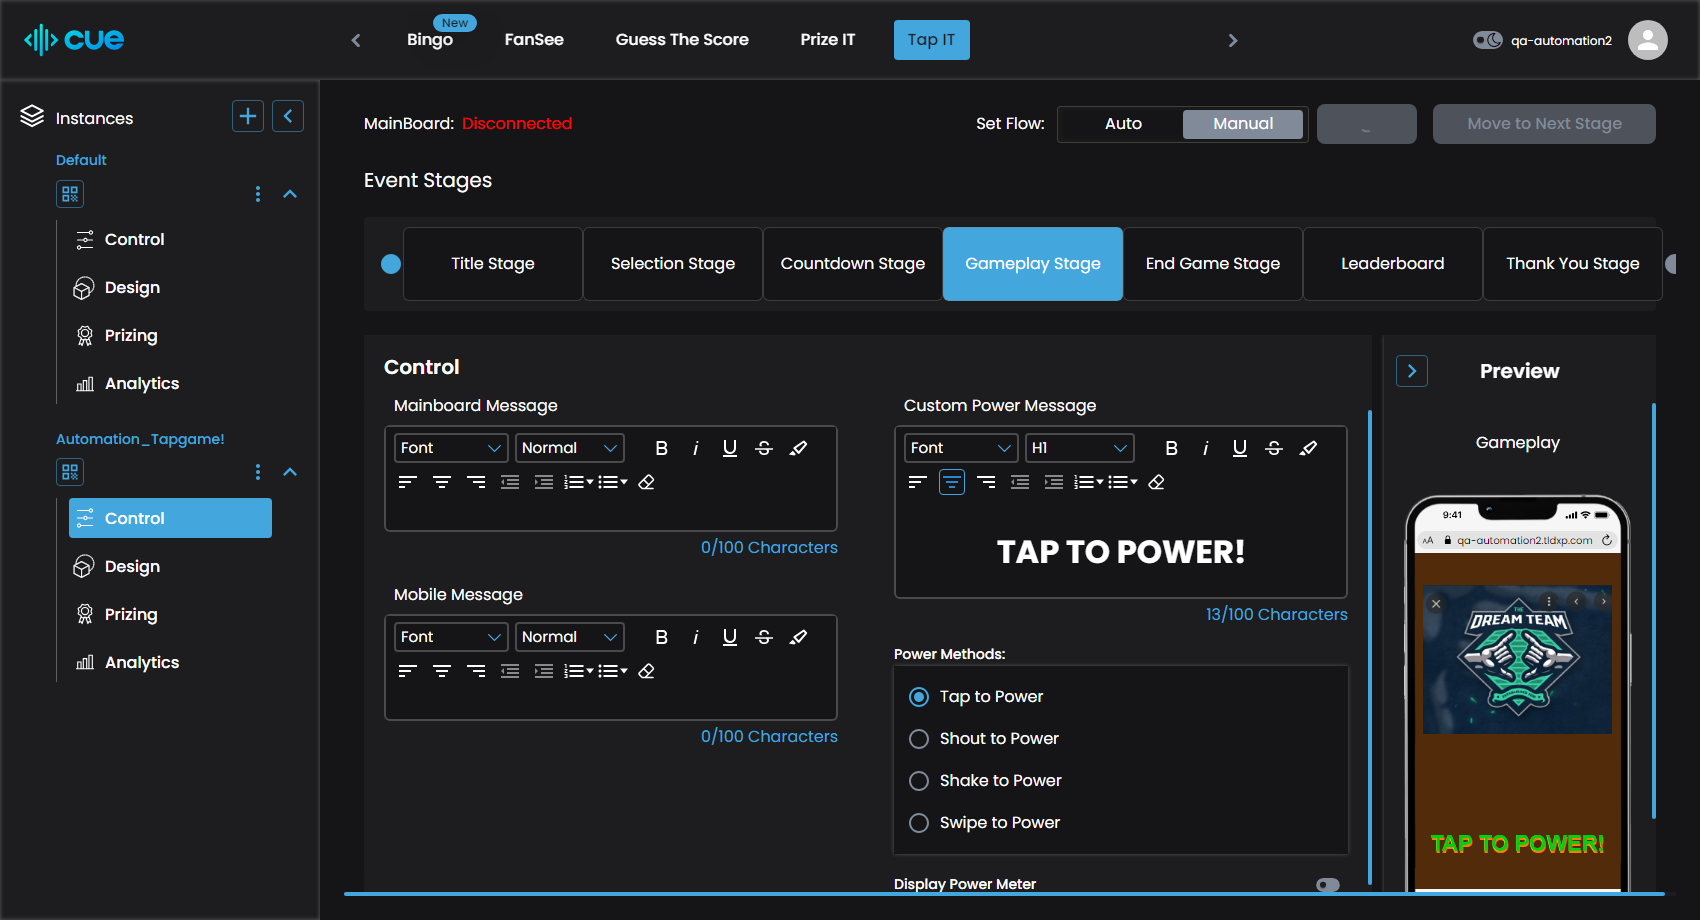 cue
New
Bingo
FanSee
Guess The Score
Prize IT
Tap IT
qa-automation2
Instances
Default
Control
Design
Prizing
Analytics
Automation_Tapgame!
Control
Design
Prizing
Analytics
MainBoard: Disconnected
Set Flow:
Auto
Manual
Move to Next Stage
Event Stages
Title Stage
Selection Stage
Countdown Stage
Gameplay Stage
End Game Stage
Leaderboard
Thank You Stage
Control
Mainboard Message
Font
Normal
B i U S
0/100 Characters
Mobile Message
Font
Normal
B i U S
0/100 Characters
Custom Power Message
Font
H1
B i U S
TAP TO POWER!
13/100 Characters
Power Methods:
Tap to Power
Shout to Power
Shake to Power
Swipe to Power
Display Power Meter
Preview
Gameplay
9:41
AA
qa-automation2.tldxp.com
THE
DREAM TEAM
TAP TO POWER!